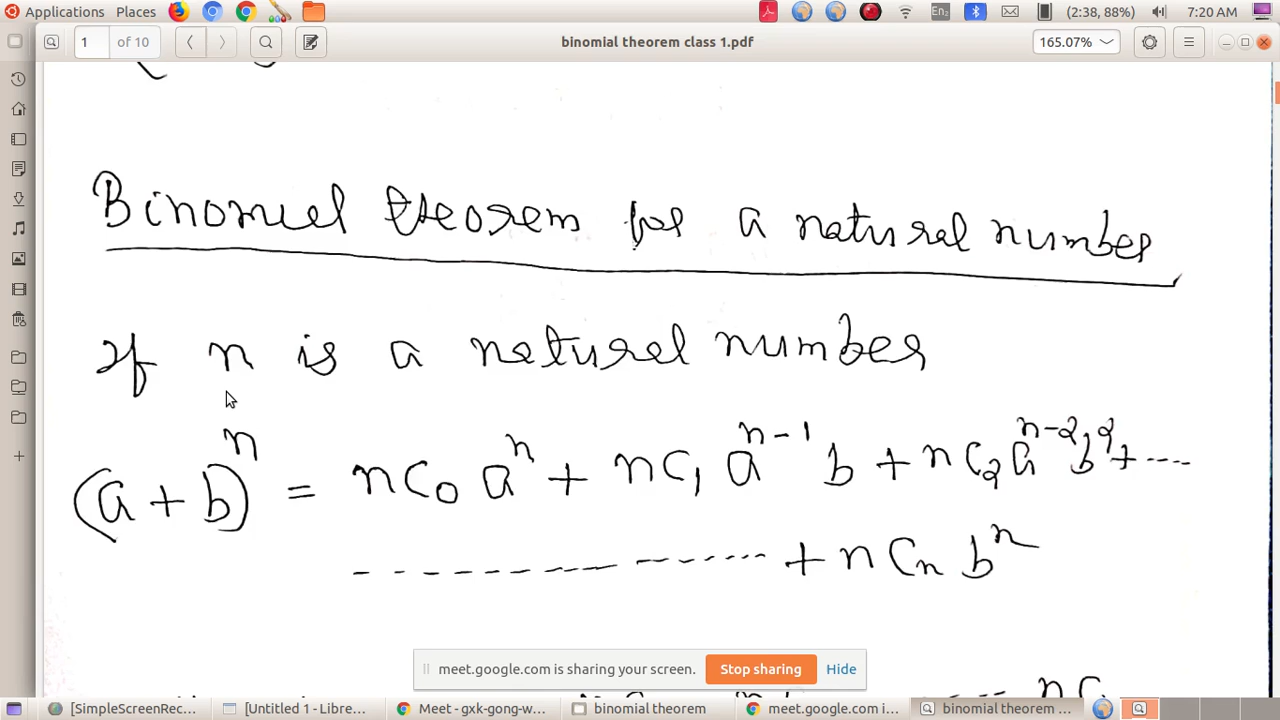 Applications Places En2 (2:38, 88%) 7:20 AM
1 of 10 binomial theorem class 1.pdf 165.07%
Binomial theorem for a natural number
If n is a natural number
(a + b)^n = nC₀ a^n + nC₁ a^{n-1} b + nC₂ a^{n-2} b^2 + ----
-------------- + nCₙ b^n
meet.google.com is sharing your screen. Stop sharing Hide
[SimpleScreenRec... [Untitled 1 - Libre... Meet - gxk-gong-w... binomial theorem meet.google.com i... binomial theorem ...